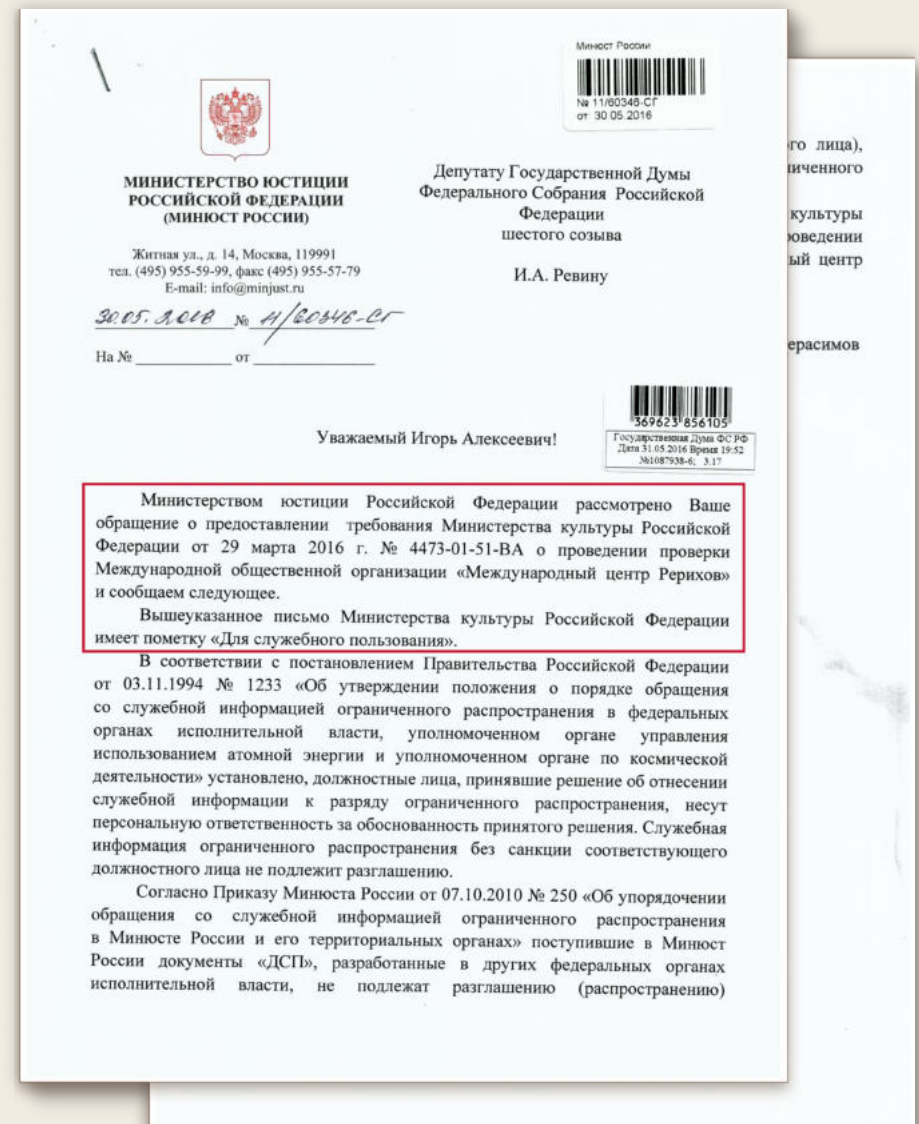 Минюст России
№ 11/60346-СГ
от 30.05.2016
МИНИСТЕРСТВО ЮСТИЦИИ
РОССИЙСКОЙ ФЕДЕРАЦИИ
(МИНЮСТ РОССИИ)
Житная ул., д. 14, Москва, 119991
тел. (495) 955-59-99, факс (495) 955-57-79
E-mail: info@minjust.ru
30.05.2016 № 11/60346-СГ
На № ____________ от ______________
Депутату Государственной Думы
Федерального Собрания Российской
Федерации
шестого созыва
И.А. Ревину
369623 856105
Государственная Дума ФС РФ
Дата 31.05.2016 Время 19:52
№1087938-6; 3.17
Уважаемый Игорь Алексеевич!
Министерством юстиции Российской Федерации рассмотрено Ваше
обращение о предоставлении требования Министерства культуры Российской
Федерации от 29 марта 2016 г. № 4473-01-51-ВА о проведении проверки
Международной общественной организации «Международный центр Рерихов»
и сообщаем следующее.
Вышеуказанное письмо Министерства культуры Российской Федерации
имеет пометку «Для служебного пользования».
В соответствии с постановлением Правительства Российской Федерации
от 03.11.1994 № 1233 «Об утверждении положения о порядке обращения
со служебной информацией ограниченного распространения в федеральных
органах исполнительной власти, уполномоченном органе управления
использованием атомной энергии и уполномоченном органе по космической
деятельности» установлено, должностные лица, принявшие решение об отнесении
служебной информации к разряду ограниченного распространения, несут
персональную ответственность за обоснованность принятого решения. Служебная
информация ограниченного распространения без санкции соответствующего
должностного лица не подлежит разглашению.
Согласно Приказу Минюста России от 07.10.2010 № 250 «Об упорядочении
обращения со служебной информацией ограниченного распространения
в Минюсте России и его территориальных органах» поступившие в Минюст
России документы «ДСП», разработанные в других федеральных органах
исполнительной власти, не подлежат разглашению (распространению)
го лица),
иченного
культуры
роведении
ый центр
ерасимов